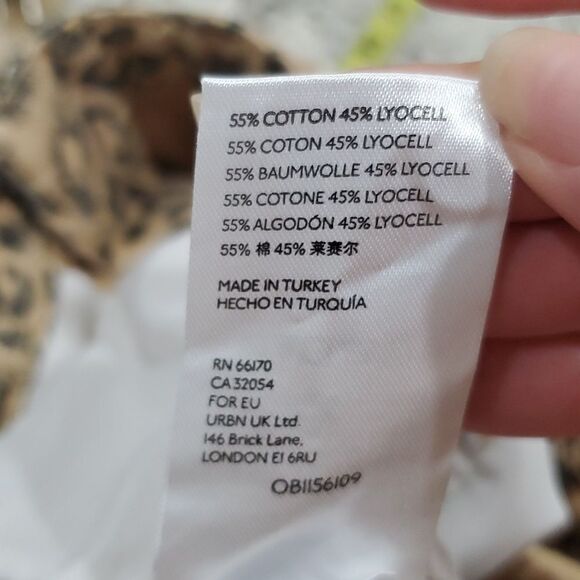 55% COTTON 45% LYOCELL
55% COTON 45% LYOCELL
55% BAUMWOLLE 45% LYOCELL
55% COTONE 45% LYOCELL
55% ALGODÓN 45% LYOCELL
55% 棉 45% 莱赛尔
MADE IN TURKEY
HECHO EN TURQUÍA
RN 66170
CA 32054
FOR EU
URBN UK Ltd.
146 Brick Lane,
LONDON E1 6RU
OB1156109